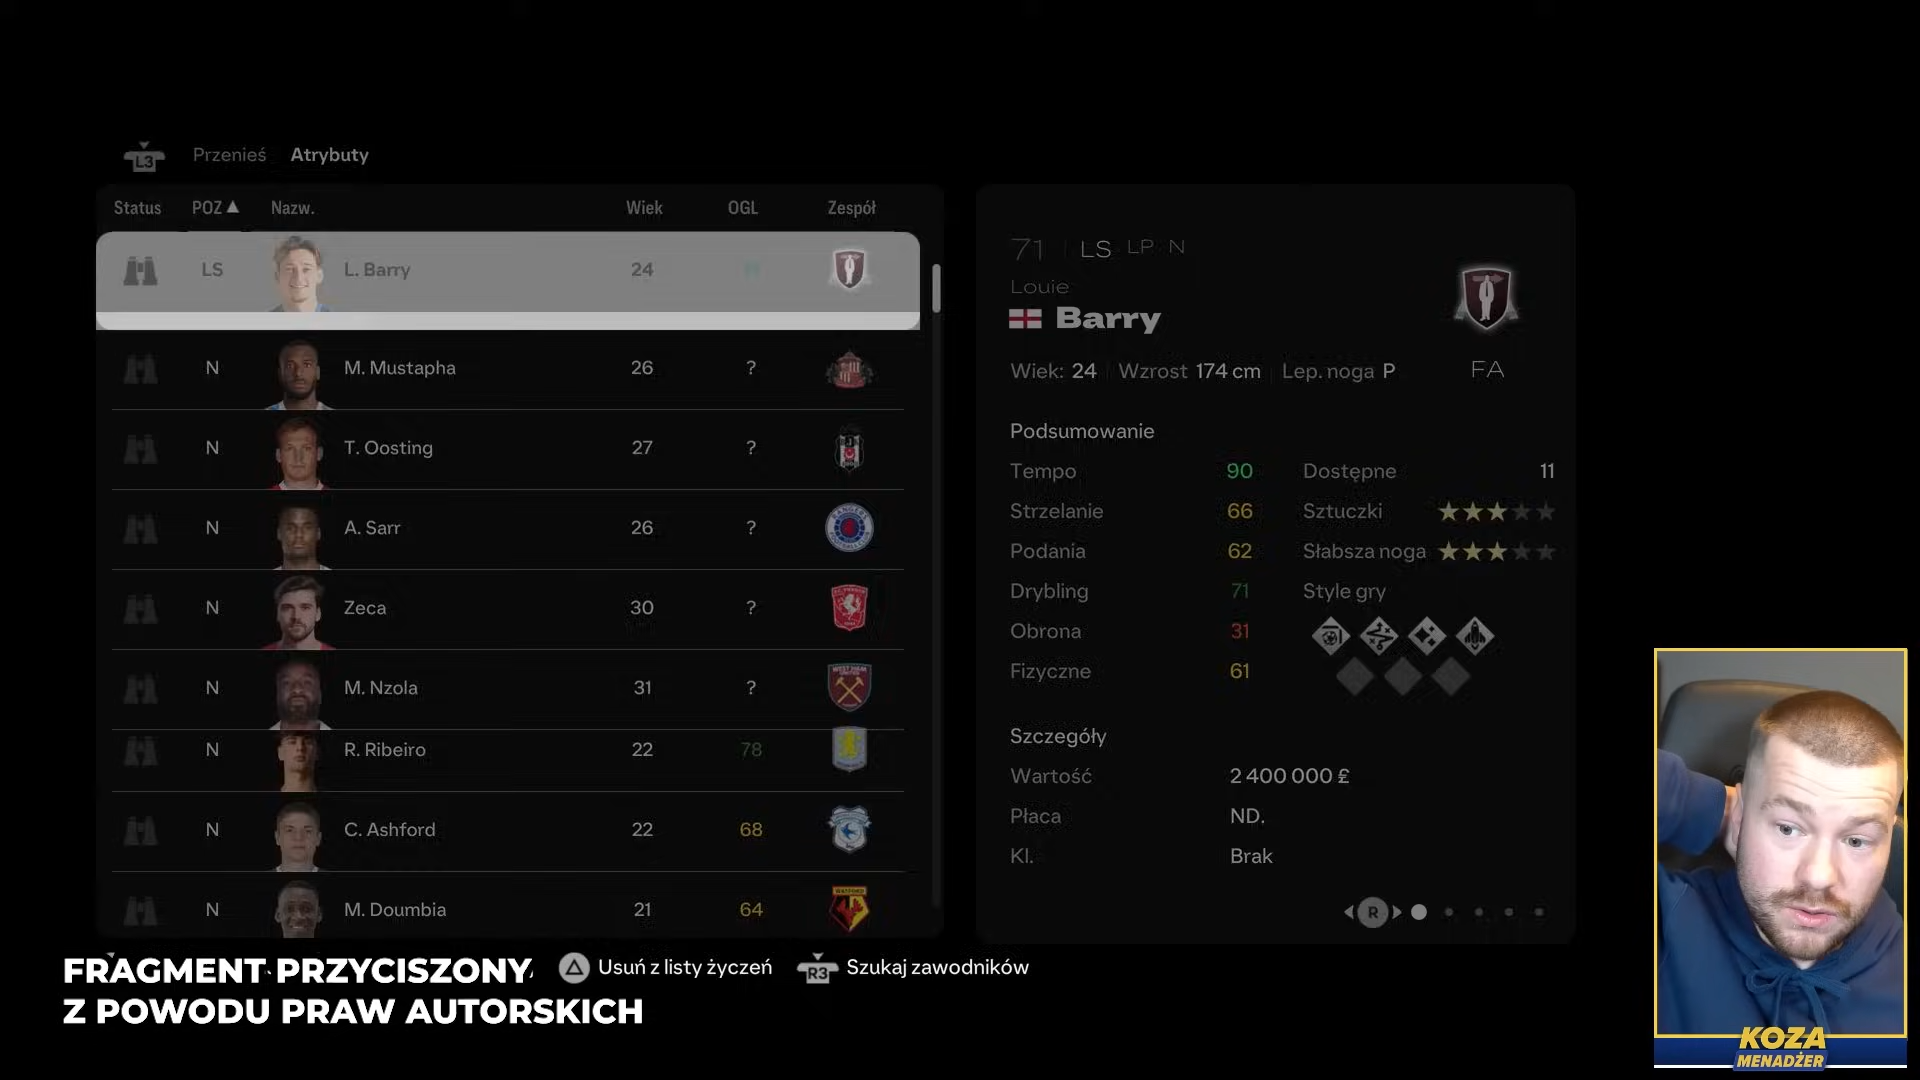 L3 Przenieś Atrybuty
Status POZ Nazw. Wiek OGL Zespół
LS L. Barry 24
N M. Mustapha 26 ?
N T. Oosting 27 ?
N A. Sarr 26 ?
N Zeca 30 ?
N M. Nzola 31 ?
N R. Ribeiro 22 78
N C. Ashford 22 68
N M. Doumbia 21 64
71 LS LP N
Louie
Barry
FA
Wiek: 24 Wzrost 174 cm Lep. noga P
Podsumowanie
Tempo 90 Dostępne 11
Strzelanie 66 Sztuczki
Podania 62 Słabsza noga
Drybling 71 Style gry
Obrona 31
Fizyczne 61
Szczegóły
Wartość 2 400 000 £
Płaca ND.
Kl. Brak
R
FRAGMENT PRZYCISZONY
Z POWODU PRAW AUTORSKICH
Usuń z listy życzeń R3 Szukaj zawodników
KOZA
MENADŻER